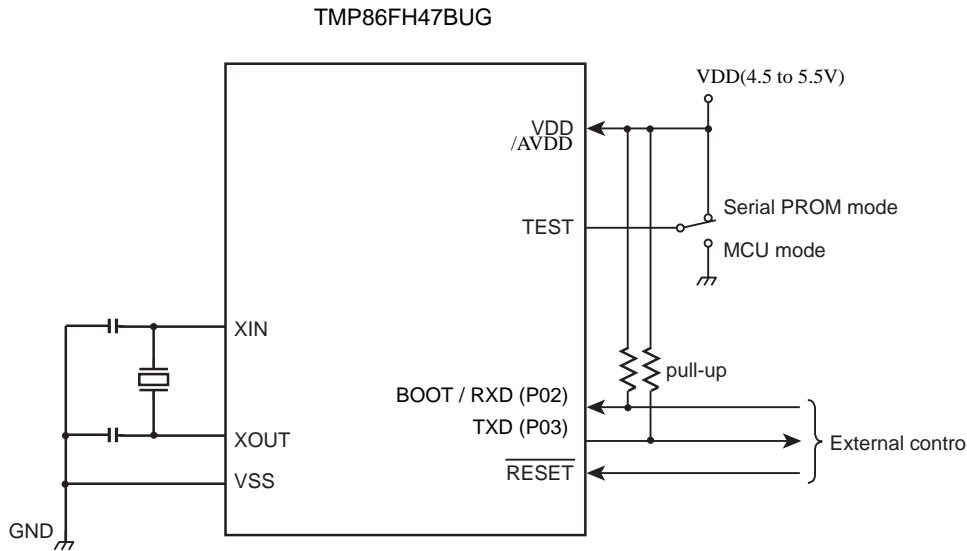 TMP86FH47BUG
VDD(4.5 to 5.5V)
VDD
/AVDD
Serial PROM mode
TEST
MCU mode
XIN
pull-up
BOOT / RXD (P02)
TXD (P03)
XOUT
External contro
RESET
VSS
GND